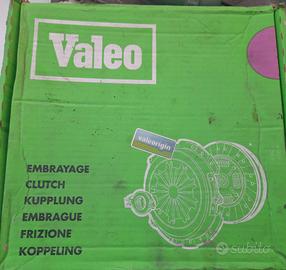 Valeo
valeorigin
EMBRAYAGE
CLUTCH
KUPPLUNG
EMBRAGUE
FRIZIONE
KOPPELING
subito